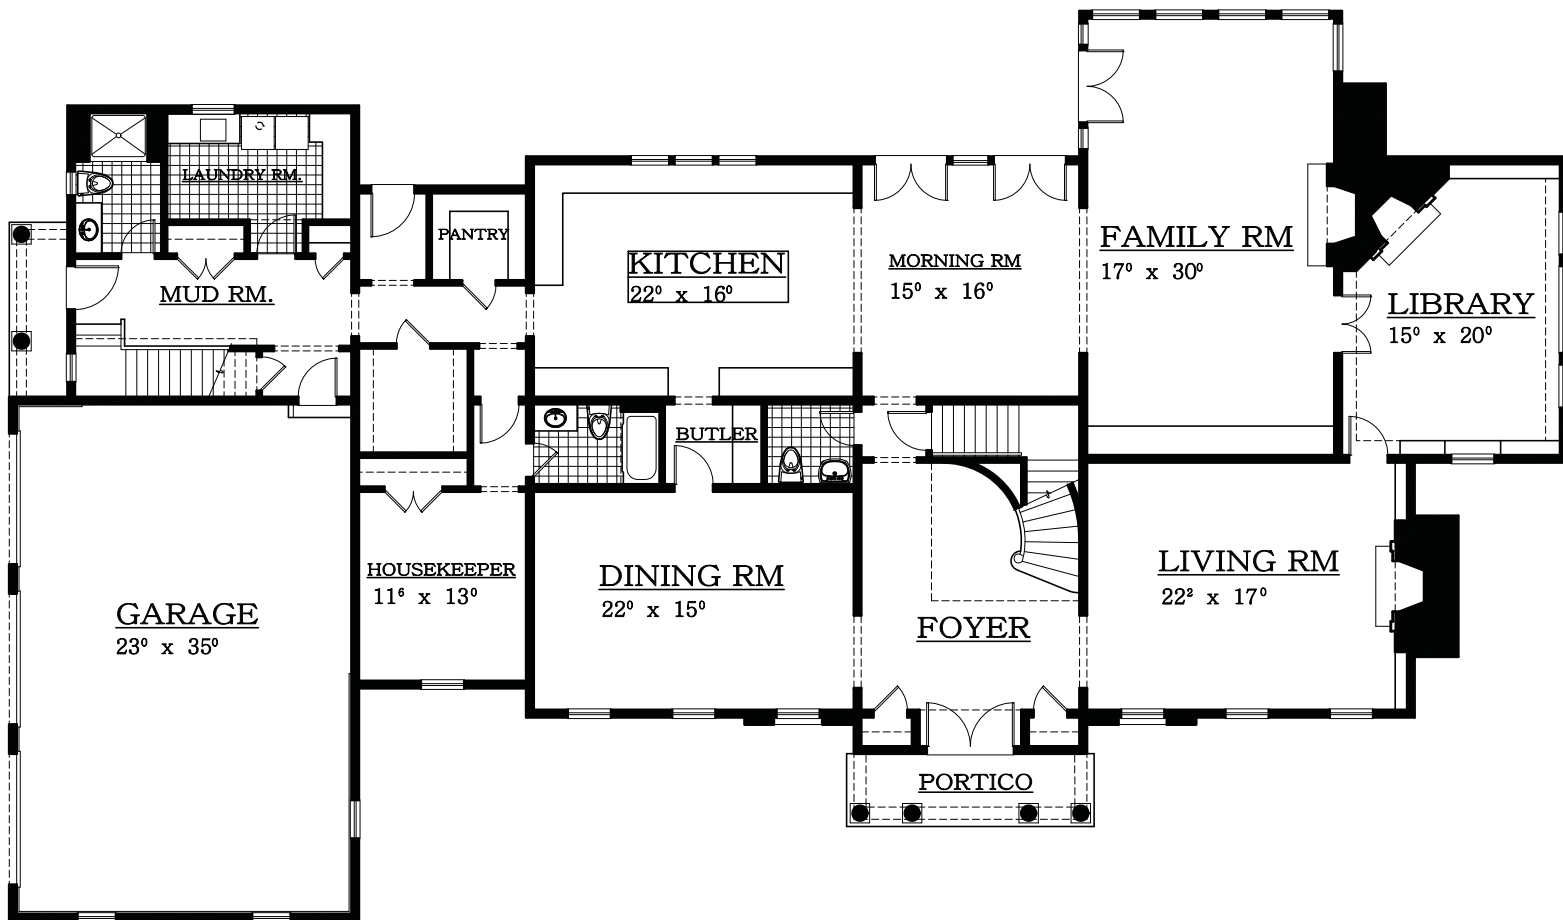 LAUNDRY RM.
PANTRY
KITCHEN
22⁰ x 16⁰
MORNING RM
15⁰ x 16⁰
FAMILY RM
17⁰ x 30⁰
MUD RM.
LIBRARY
15⁰ x 20⁰
BUTLER
HOUSEKEEPER
11⁶ x 13⁰
DINING RM
22⁰ x 15⁰
LIVING RM
22² x 17⁰
GARAGE
23⁰ x 35⁰
FOYER
PORTICO